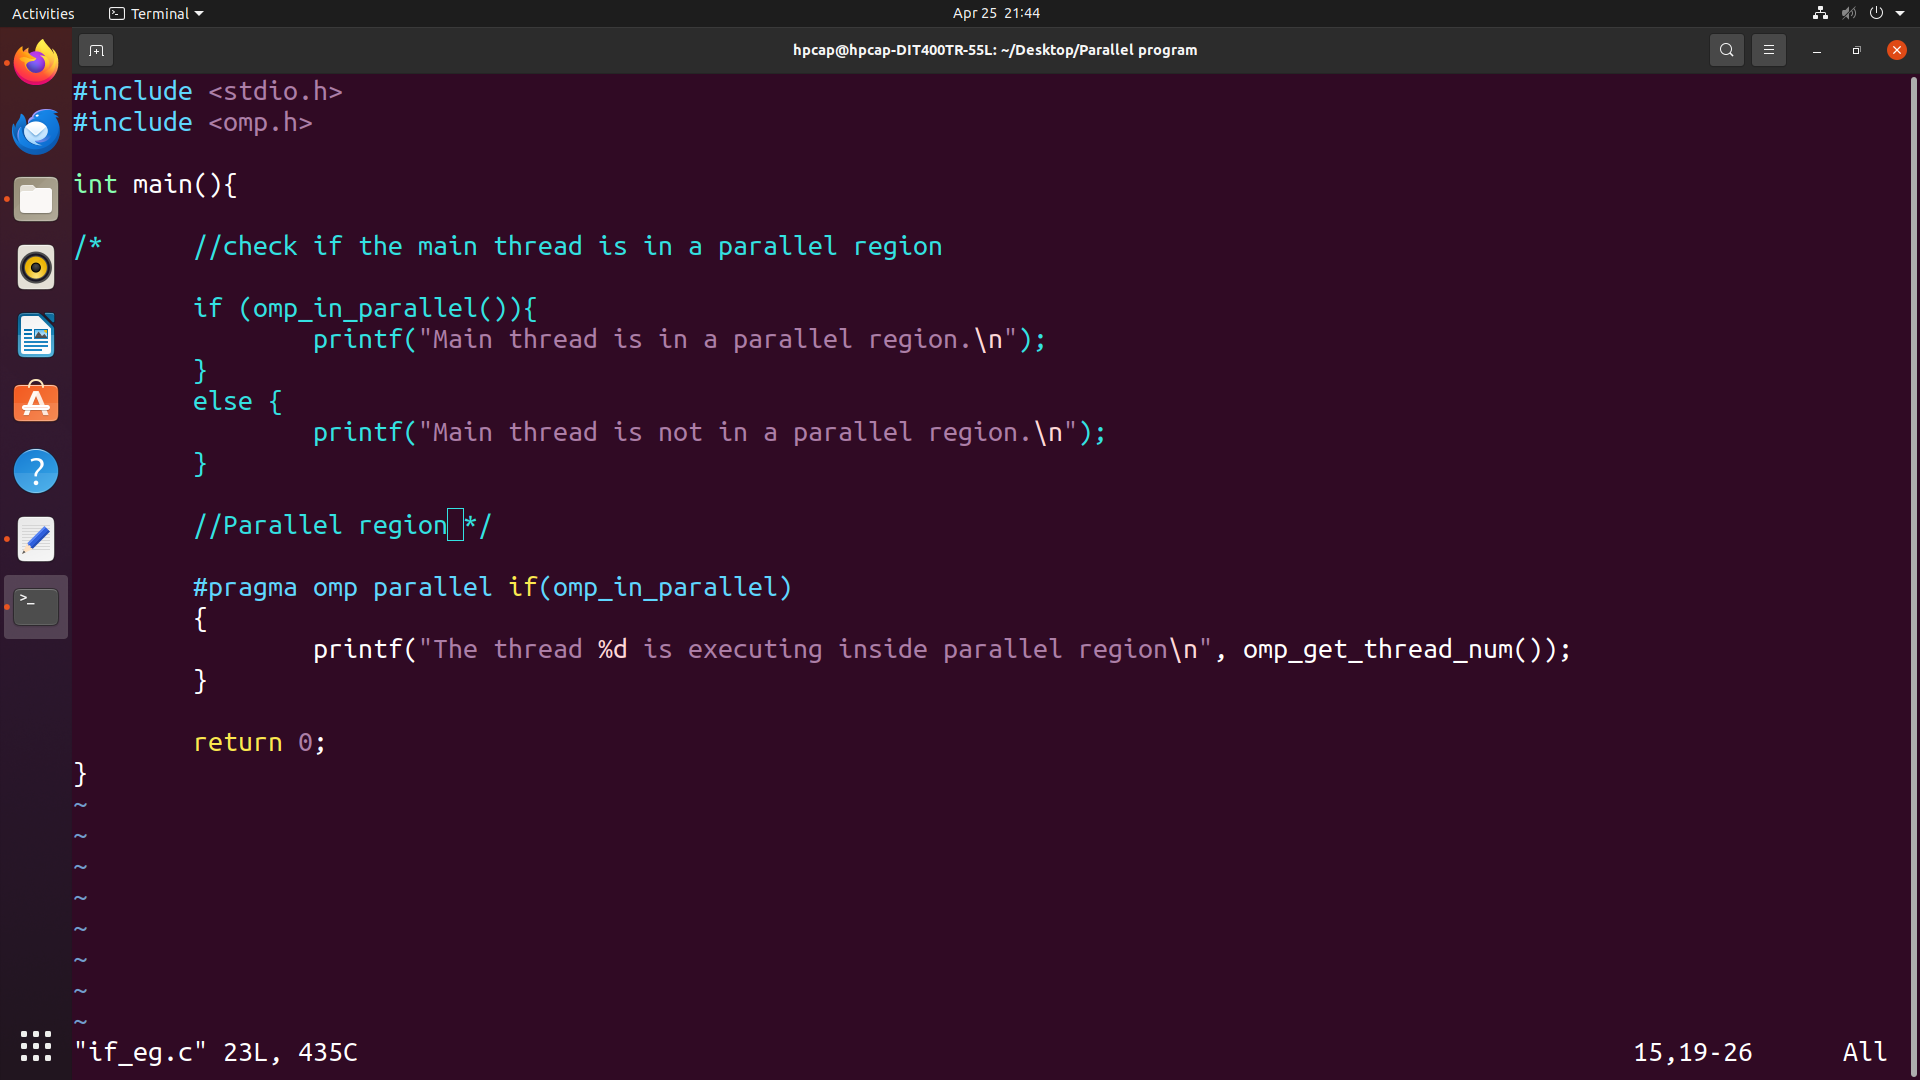 Activities Terminal Apr 25 21:44
hpcap@hpcap-DIT400TR-55L: ~/Desktop/Parallel program
#include <stdio.h>
#include <omp.h>
int main(){
/* //check if the main thread is in a parallel region
if (omp_in_parallel()){
printf("Main thread is in a parallel region.\n");
}
else {
printf("Main thread is not in a parallel region.\n");
}
//Parallel region */
#pragma omp parallel if(omp_in_parallel)
{
printf("The thread %d is executing inside parallel region\n", omp_get_thread_num());
}
return 0;
}
~
~
~
~
~
~
~
~
"if_eg.c" 23L, 435C 15,19-26 All